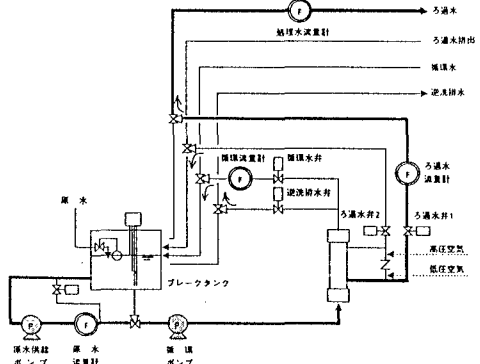 ろ過水
F
処理水流量計
ろ過水排出
循環水
逆洗排水
循環流量計
循環水弁
F
逆洗排水弁
F
ろ過水
流量計
原 水
ろ過水弁2
ろ過水弁1
高圧空気
低圧空気
ブレークタンク
P
F
P
原水供給
ポンプ
原 水
流量計
循 環
ポンプ